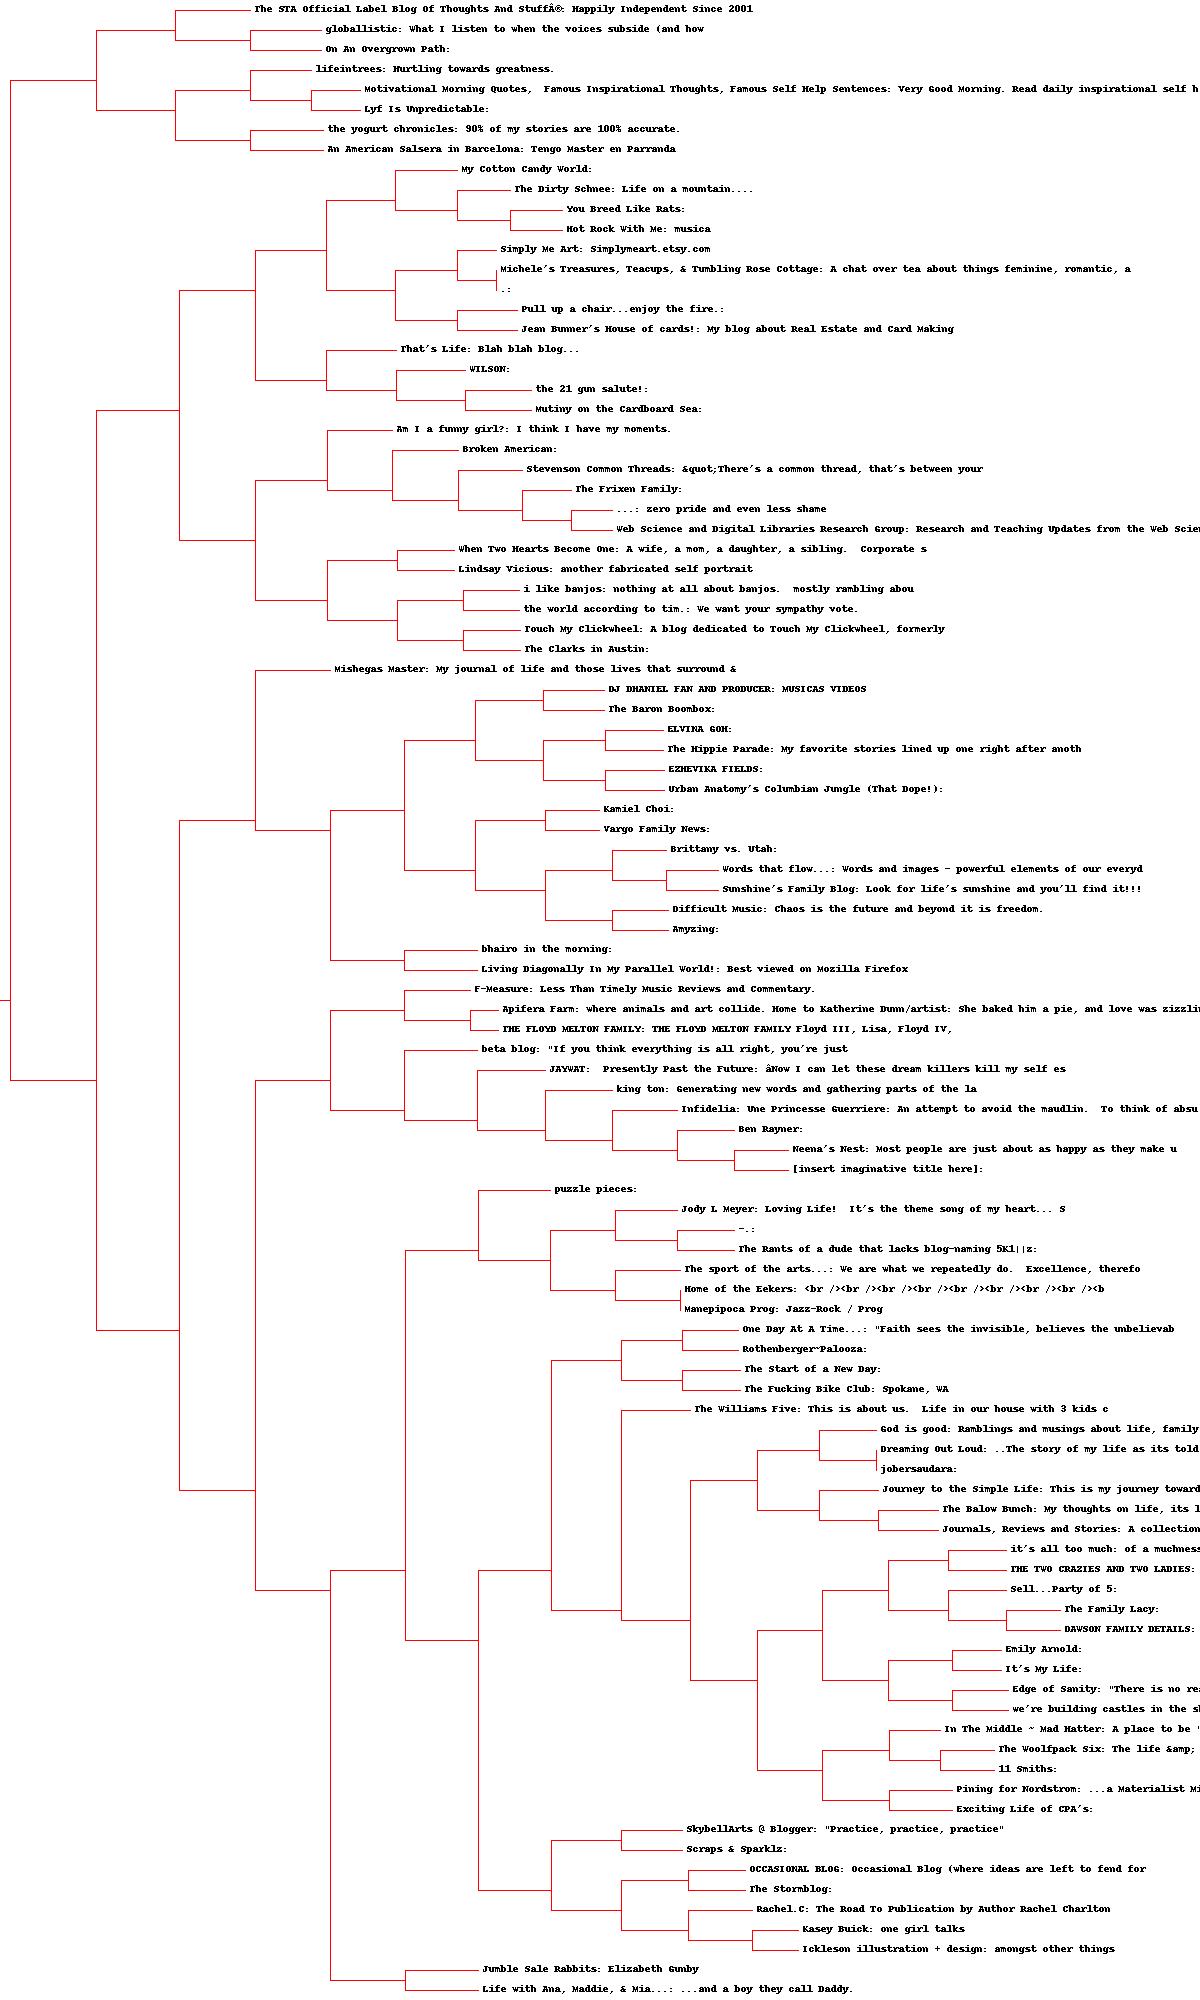 The STA Official Label Blog Of Thoughts And StuffÂ®: Happily Independent Since 2001
globallistic: What I listen to when the voices subside (and how
On An Overgrown Path:
lifeintrees: Hurtling towards greatness.
Motivational Morning Quotes,  Famous Inspirational Thoughts, Famous Self Help Sentences: Very Good Morning. Read daily inspirational self h
Lyf Is Unpredictable:
the yogurt chronicles: 90% of my stories are 100% accurate.
An American Salsera in Barcelona: Tengo Master en Parranda
My Cotton Candy World:
The Dirty Schnee: Life on a mountain....
You Breed Like Rats:
Hot Rock With Me: musica
Simply Me Art: Simplymeart.etsy.com
Michele's Treasures, Teacups, & Tumbling Rose Cottage: A chat over tea about things feminine, romantic, a
.:
Pull up a chair...enjoy the fire.:
Jean Bunner's House of cards!: My blog about Real Estate and Card Making
That's Life: Blah blah blog...
WILSON:
the 21 gun salute!:
Mutiny on the Cardboard Sea:
Am I a funny girl?: I think I have my moments.
Broken American:
Stevenson Common Threads: &quot;There's a common thread, that's between your
The Frixen Family:
...: zero pride and even less shame
Web Science and Digital Libraries Research Group: Research and Teaching Updates from the Web Scien
When Two Hearts Become One: A wife, a mom, a daughter, a sibling.  Corporate s
Lindsay Vicious: another fabricated self portrait
i like banjos: nothing at all about banjos.  mostly rambling abou
the world according to tim.: We want your sympathy vote.
Touch My Clickwheel: A blog dedicated to Touch My Clickwheel, formerly
The Clarks in Austin:
Mishegas Master: My journal of life and those lives that surround &
DJ DHANIEL FAN AND PRODUCER: MUSICAS VIDEOS
The Baron Boombox:
ELVINA GOH:
The Hippie Parade: My favorite stories lined up one right after anoth
EZHEVIKA FIELDS:
Urban Anatomy's Columbian Jungle (That Dope!):
Kamiel Choi:
Vargo Family News:
Brittany vs. Utah:
Words that flow...: Words and images - powerful elements of our everyd
Sunshine's Family Blog: Look for life's sunshine and you'll find it!!!
Difficult Music: Chaos is the future and beyond it is freedom.
Amyzing:
bhairo in the morning:
Living Diagonally In My Parallel World!: Best viewed on Mozilla Firefox
F-Measure: Less Than Timely Music Reviews and Commentary.
Apifera Farm: where animals and art collide. Home to Katherine Dunn/artist: She baked him a pie, and love was sizzlin
THE FLOYD MELTON FAMILY: THE FLOYD MELTON FAMILY Floyd III, Lisa, Floyd IV,
beta blog: "If you think everything is all right, you're just
JAYWAT:  Presently Past the Future: âNow I can let these dream killers kill my self es
king ton: Generating new words and gathering parts of the la
Infidelia: Une Princesse Guerriere: An attempt to avoid the maudlin.  To think of absu
Ben Rayner:
Neena's Nest: Most people are just about as happy as they make u
[insert imaginative title here]:
puzzle pieces:
Jody L Meyer: Loving Life!  It's the theme song of my heart... S
-.:
The Rants of a dude that lacks blog-naming 5K1||z:
The sport of the arts...: We are what we repeatedly do.  Excellence, therefo
Home of the Eekers: <br /><br /><br /><br /><br /><br /><br /><br /><b
Manepipoca Prog: Jazz-Rock / Prog
One Day At A Time...: "Faith sees the invisible, believes the unbelievab
Rothenberger~Palooza:
The Start of a New Day:
The Fucking Bike Club: Spokane, WA
The Williams Five: This is about us.  Life in our house with 3 kids c
God is good: Ramblings and musings about life, family
Dreaming Out Loud: ..The story of my life as its told
jobersaudara:
Journey to the Simple Life: This is my journey toward
The Balow Bunch: My thoughts on life, its l
Journals, Reviews and Stories: A collection
it's all too much: of a muchness
THE TWO CRAZIES AND TWO LADIES:
Sell...Party of 5:
The Family Lacy:
DAWSON FAMILY DETAILS:
Emily Arnold:
It's My Life:
Edge of Sanity: "There is no rea
we're building castles in the sk
In The Middle ~ Mad Hatter: A place to be "
The Woolfpack Six: The life &amp;
11 Smiths:
Pining for Nordstrom: ...a Materialist Mi
Exciting Life of CPA's:
SkybellArts @ Blogger: "Practice, practice, practice"
Scraps & Sparklz:
OCCASIONAL BLOG: Occasional Blog (where ideas are left to fend for
The Stormblog:
Rachel.C: The Road To Publication by Author Rachel Charlton
Kasey Buick: one girl talks
Ickleson illustration + design: amongst other things
Jumble Sale Rabbits: Elizabeth Gunby
Life with Ana, Maddie, & Mia...: ...and a boy they call Daddy.